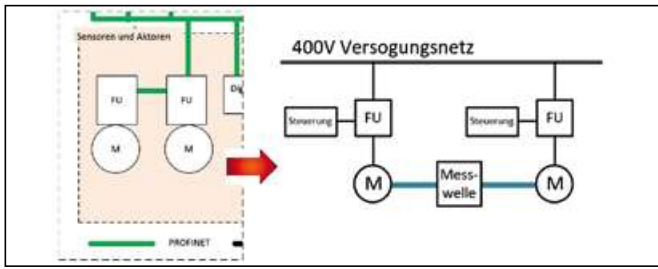 Sensoren und Aktoren
FU
FU
M
M
PROFINET
400V Versogungsnetz
Steuerung
FU
Steuerung
FU
M
Mess-
welle
M